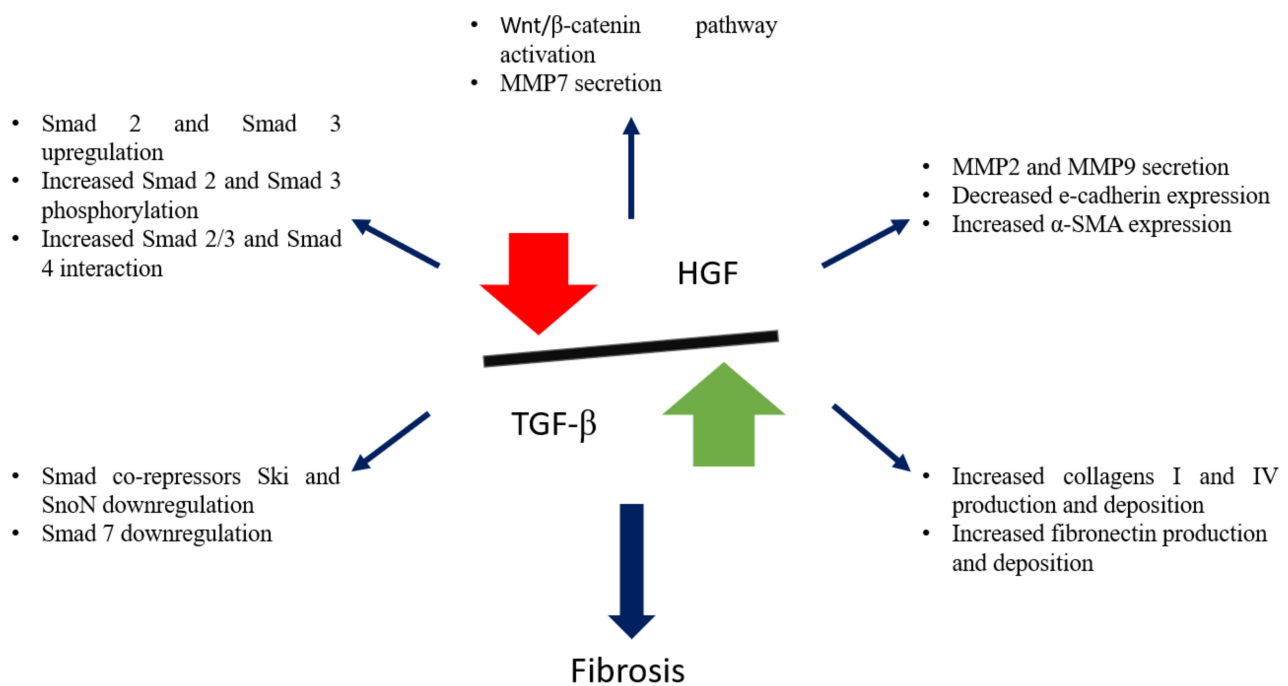 • Wnt/β-catenin pathway
activation
• MMP7 secretion
• Smad 2 and Smad 3
upregulation
• Increased Smad 2 and Smad 3
phosphorylation
• Increased Smad 2/3 and Smad
4 interaction
• MMP2 and MMP9 secretion
• Decreased e-cadherin expression
• Increased α-SMA expression
HGF
TGF-β
• Smad co-repressors Ski and
SnoN downregulation
• Smad 7 downregulation
• Increased collagens I and IV
production and deposition
• Increased fibronectin production
and deposition
Fibrosis